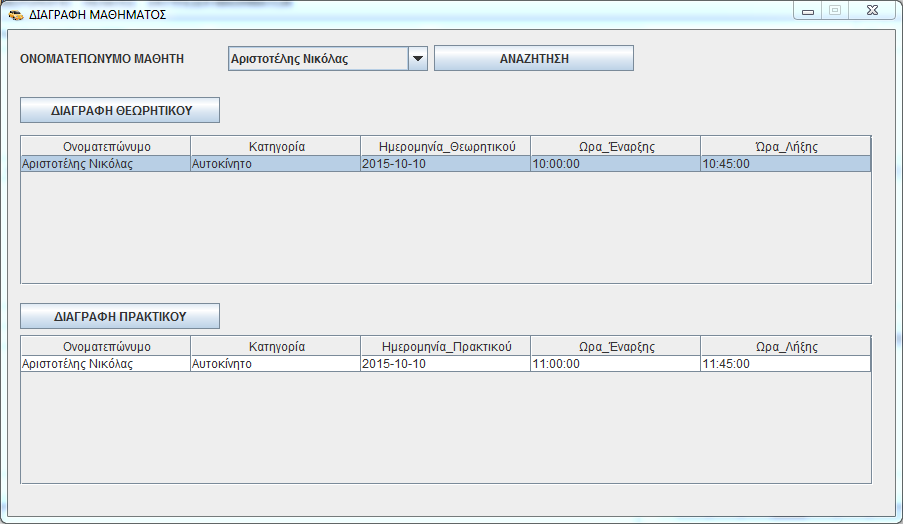 ΔΙΑΓΡΑΦΗ ΜΑΘΗΜΑΤΟΣ
ΟΝΟΜΑΤΕΠΩΝΥΜΟ ΜΑΘΗΤΗ Αριστοτέλης Νικόλας ΑΝΑΖΗΤΗΣΗ
ΔΙΑΓΡΑΦΗ ΘΕΩΡΗΤΙΚΟΥ
Ονοματεπώνυμο Κατηγορία Ημερομηνία_Θεωρητικού Ωρα_Έναρξης Ώρα_Λήξης
Αριστοτέλης Νικόλας Αυτοκίνητο 2015-10-10 10:00:00 10:45:00
ΔΙΑΓΡΑΦΗ ΠΡΑΚΤΙΚΟΥ
Ονοματεπώνυμο Κατηγορία Ημερομηνία_Πρακτικού Ωρα_Έναρξης Ωρα_Λήξης
Αριστοτέλης Νικόλας Αυτοκίνητο 2015-10-10 11:00:00 11:45:00